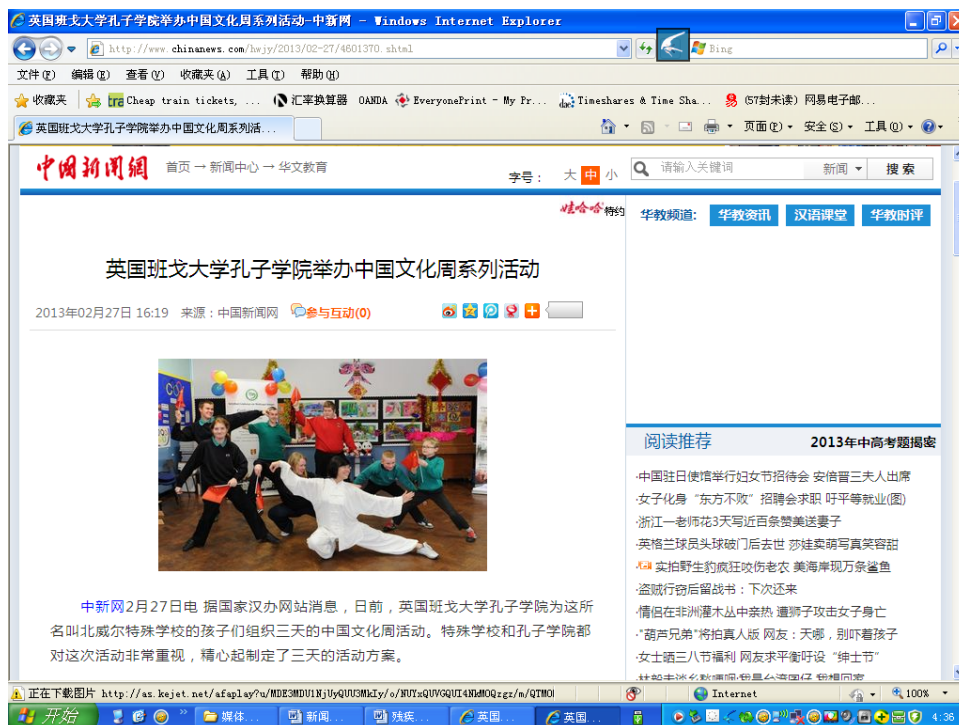 英国班戈大学孔子学院举办中国文化周系列活动-中新网 - Windows Internet Explorer
http://www.chinanews.com/hwjy/2013/02-27/4601370.shtml
Bing
文件(F) 编辑(E) 查看(V) 收藏夹(A) 工具(T) 帮助(H)
收藏夹 tra Cheap train tickets, ... 汇率换算器 OANDA EveryonePrint - My Pr... Timeshares & Time Sha... (57封未读) 网易电子邮...
英国班戈大学孔子学院举办中国文化周系列活... 页面(P) 安全(S) 工具(O)
中国新闻网 首页 → 新闻中心 → 华文教育
字号： 大 中 小 请输入关键词 新闻 搜索
娃哈哈 特约 华教频道: 华教资讯 汉语课堂 华教时评
英国班戈大学孔子学院举办中国文化周系列活动
2013年02月27日 16:19 来源：中国新闻网 参与互动(0)
中新网2月27日电 据国家汉办网站消息，日前，英国班戈大学孔子学院为这所
名叫北威尔特殊学校的孩子们组织三天的中国文化周活动。特殊学校和孔子学院都
对这次活动非常重视，精心起制定了三天的活动方案。
阅读推荐 2013年中高考题揭密
·中国驻日使馆举行妇女节招待会 安倍晋三夫人出席
·女子化身“东方不败”招聘会求职 吁平等就业(图)
·浙江一老师花3天写近百条赞美送妻子
·英格兰球员头球破门后去世 莎娃卖萌写真笑容甜
实拍野生豹疯狂咬伤老农 美海岸现万条鲨鱼
·盗贼行窃后留战书：下次还来
·情侣在非洲灌木丛中亲热 遭狮子攻击女子身亡
·"葫芦兄弟"将拍真人版 网友：天哪，别吓着孩子
·女士晒三八节福利 网友求平衡吁设“绅士节”
正在下载图片 http://as.kejet.net/afaplay?u/ Internet 100%
开始 媒体... 新闻... 残疾... 英国... 英国... 4:36